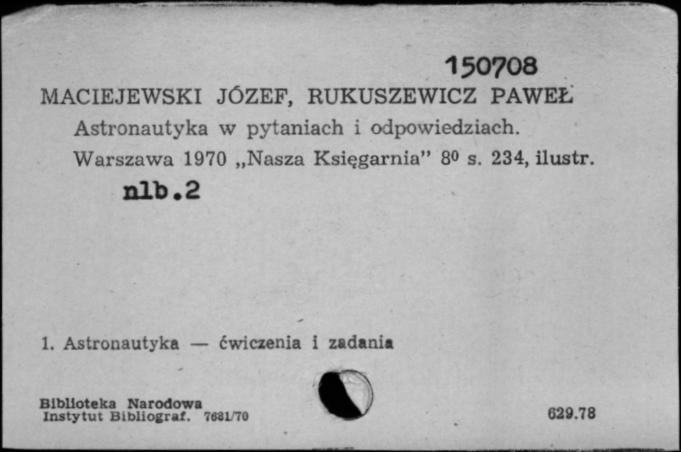 150708
MACIEJEWSKI JÓZEF, RUKUSZEWICZ PAWEŁ
Astronautyka w pytaniach i odpowiedziach.
Warszawa 1970 „Nasza Księgarnia” 8⁰ s. 234, ilustr.
nlb.2
1. Astronautyka — ćwiczenia i zadania
Biblioteka Narodowa
Instytut Bibliograf. 7681/70
629.78